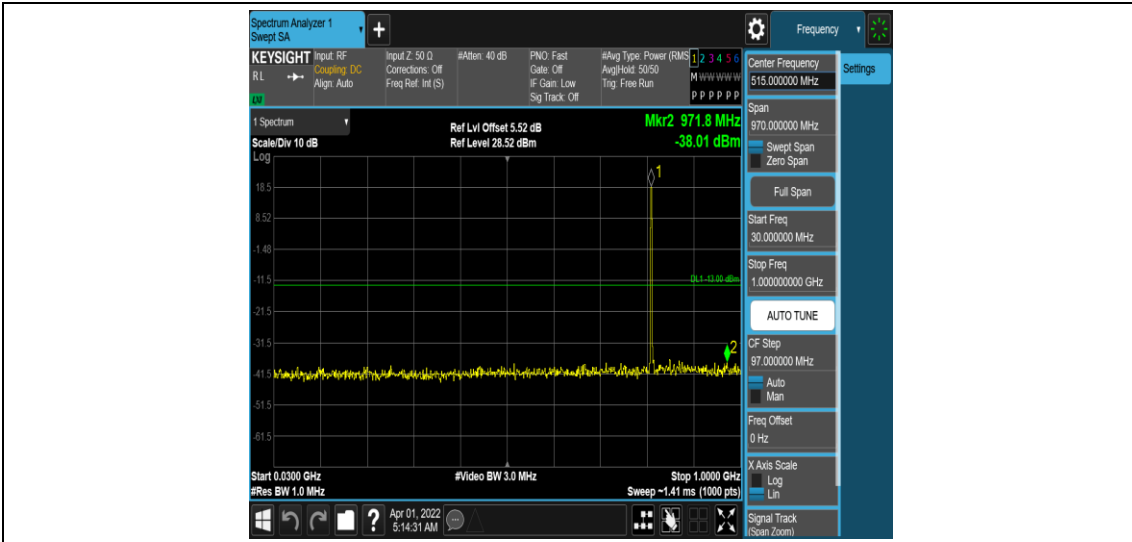 Spectrum Analyzer 1
Swept SA
+
Frequency
KEYSIGHT
RL
LXI
Input: RF
Coupling: DC
Align: Auto
Input Z: 50 Ω
Corrections: Off
Freq Ref: Int (S)
#Atten: 40 dB
PNO: Fast
Gate: Off
IF Gain: Low
Sig Track: Off
#Avg Type: Power (RMS
Avg|Hold: 50/50
Trig: Free Run
1 2 3 4 5 6
M W W W W W
P P P P P P
Center Frequency
515.000000 MHz
Settings
Span
970.000000 MHz
Swept Span
Zero Span
Full Span
Start Freq
30.000000 MHz
Stop Freq
1.000000000 GHz
AUTO TUNE
CF Step
97.000000 MHz
Auto
Man
Freq Offset
0 Hz
X Axis Scale
Log
Lin
Signal Track
(Span Zoom)
1 Spectrum
Scale/Div 10 dB
Log
Ref Lvl Offset 5.52 dB
Ref Level 28.52 dBm
Mkr2 971.8 MHz
-38.01 dBm
1
18.5
8.52
-1.48
-11.5
DL1 -13.00 dBm
-21.5
-31.5
2
-41.5
-51.5
-61.5
Start 0.0300 GHz
#Res BW 1.0 MHz
#Video BW 3.0 MHz
Stop 1.0000 GHz
Sweep ~1.41 ms (1000 pts)
?
Apr 01, 2022
5:14:31 AM